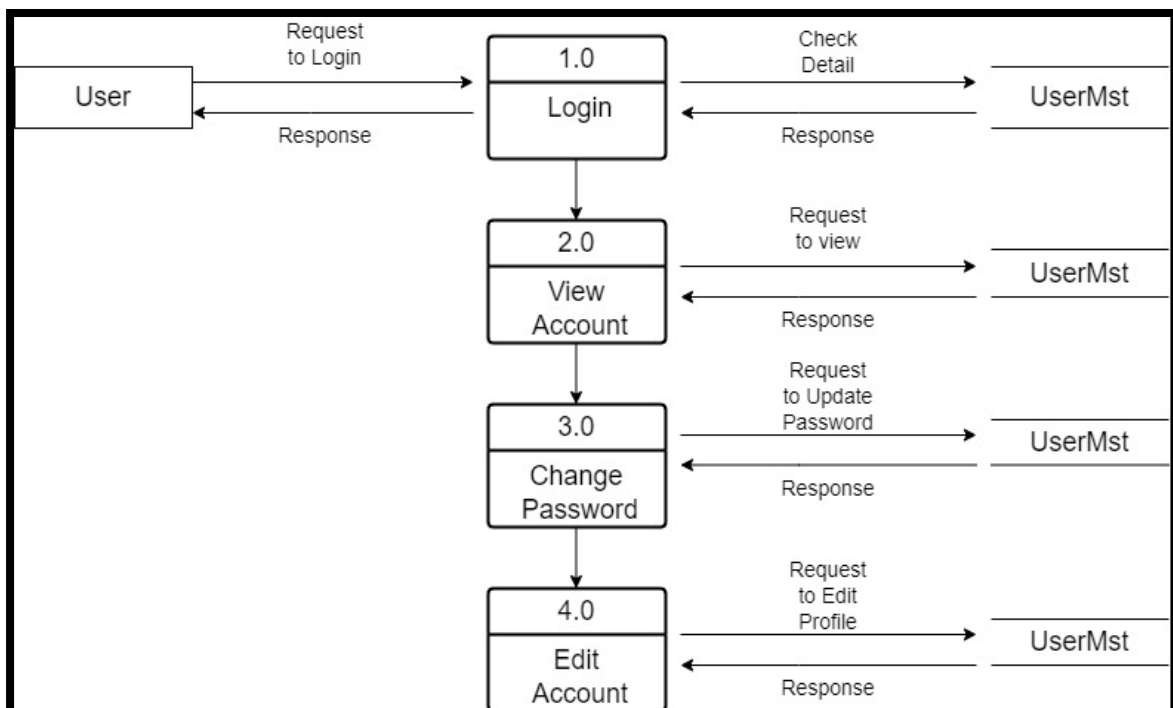 Request
to Login
User
Response
1.0
Login
Check
Detail
UserMst
Response
2.0
View
Account
Request
to view
UserMst
Response
3.0
Change
Password
Request
to Update
Password
UserMst
Response
4.0
Edit
Account
Request
to Edit
Profile
UserMst
Response